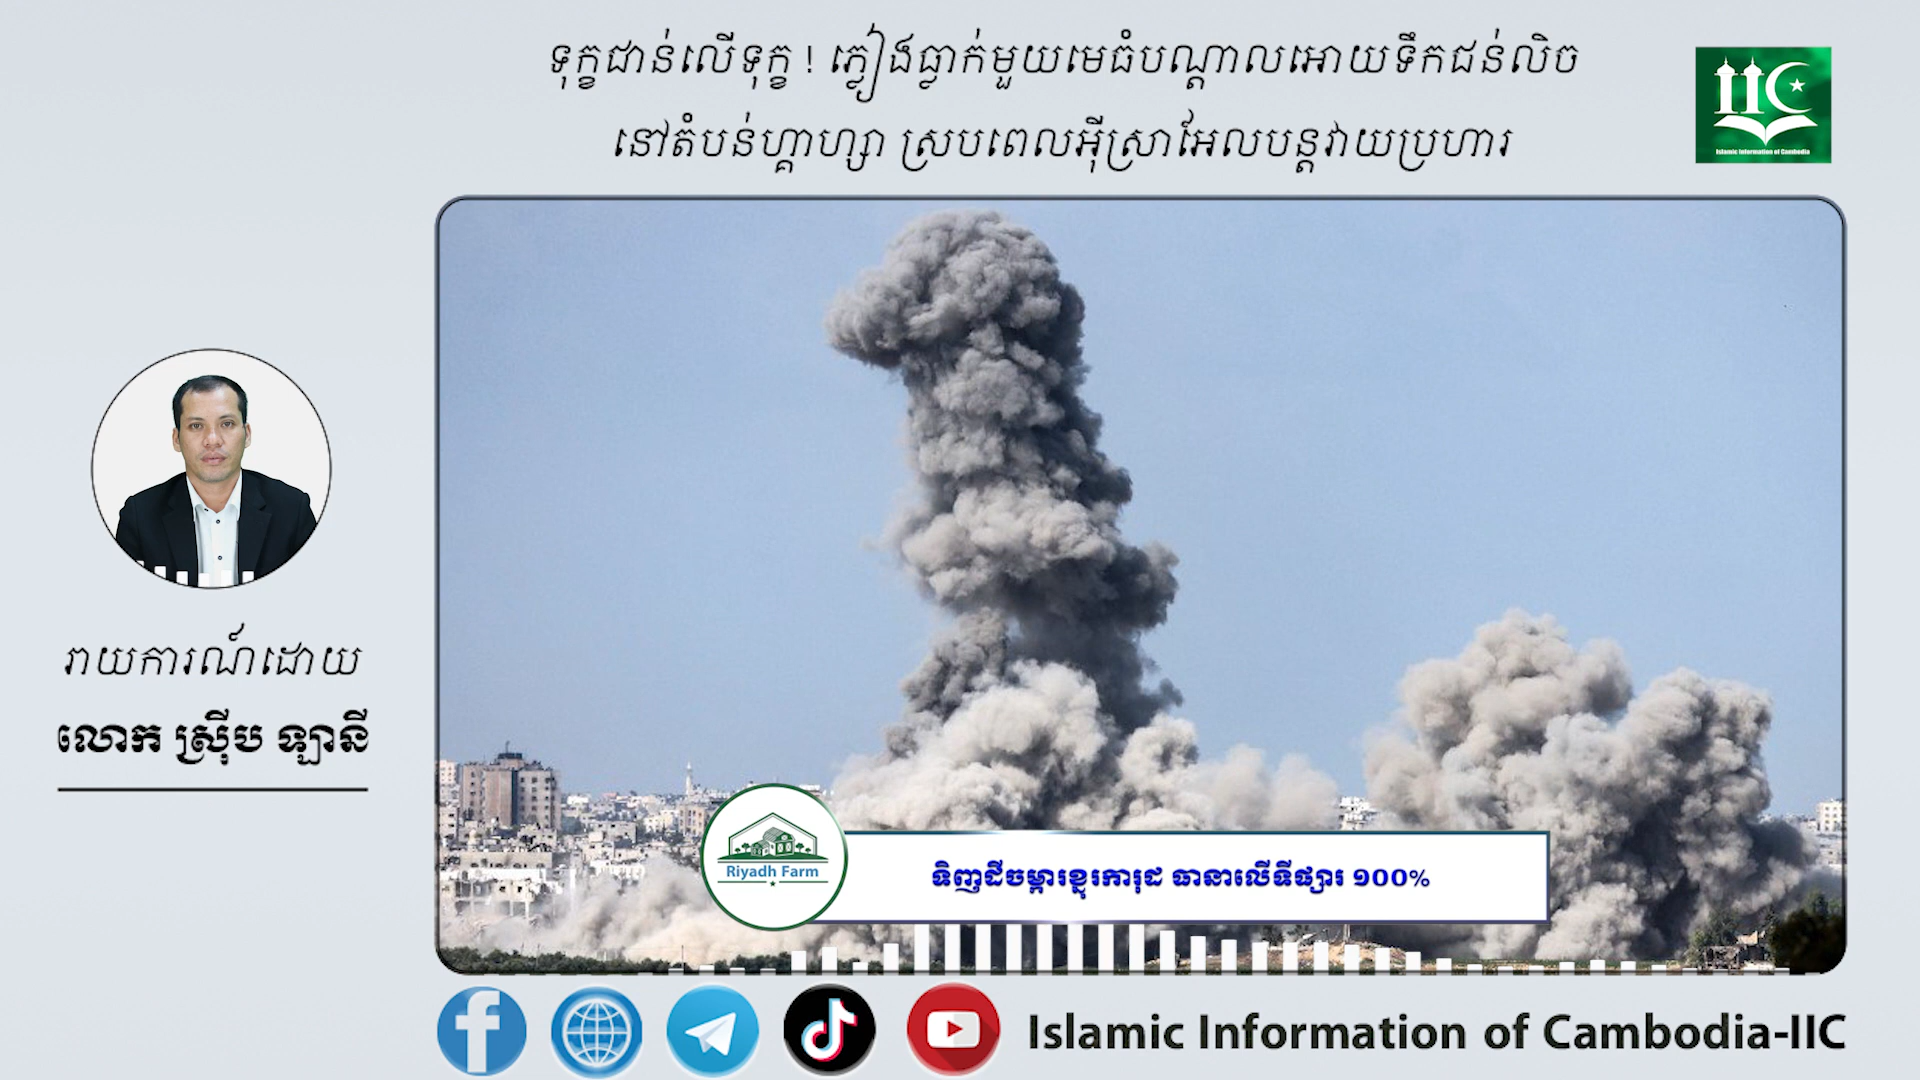 ទុក្ខជាន់លើទុក្ខ ! ភ្លៀងធ្លាក់មួយមេធំបណ្តាលអោយទឹកជន់លិច
នៅតំបន់ហ្គាហ្សា ស្របពេលអ៊ីស្រាអែលបន្តវាយប្រហារ
IIC
Islamic Information of Cambodia
រាយការណ៍ដោយ
លោក ស្រ៊ីប ឡានី
Riyadh Farm
ទិញដីចម្ការខ្នុរការុដ ធានាលើទីផ្សារ ១០០%
Islamic Information of Cambodia-IIC